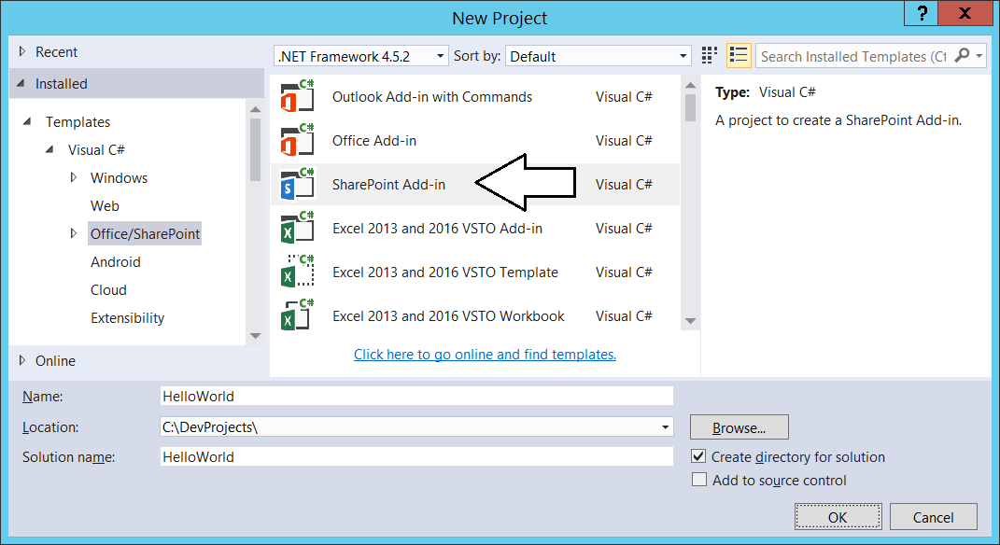 New Project
?
X
Recent
Installed
Templates
Visual C#
Windows
Web
Office/SharePoint
Android
Cloud
Extensibility
Online
.NET Framework 4.5.2
Sort by: Default
Search Installed Templates (Ct
C# Outlook Add-in with Commands Visual C#
C# Office Add-in Visual C#
C# S SharePoint Add-in Visual C#
C# X Excel 2013 and 2016 VSTO Add-in Visual C#
C# X Excel 2013 and 2016 VSTO Template Visual C#
C# X Excel 2013 and 2016 VSTO Workbook Visual C#
Click here to go online and find templates.
Type: Visual C#
A project to create a SharePoint Add-in.
Name: HelloWorld
Location: C:\DevProjects\
Solution name: HelloWorld
Browse...
Create directory for solution
Add to source control
OK
Cancel